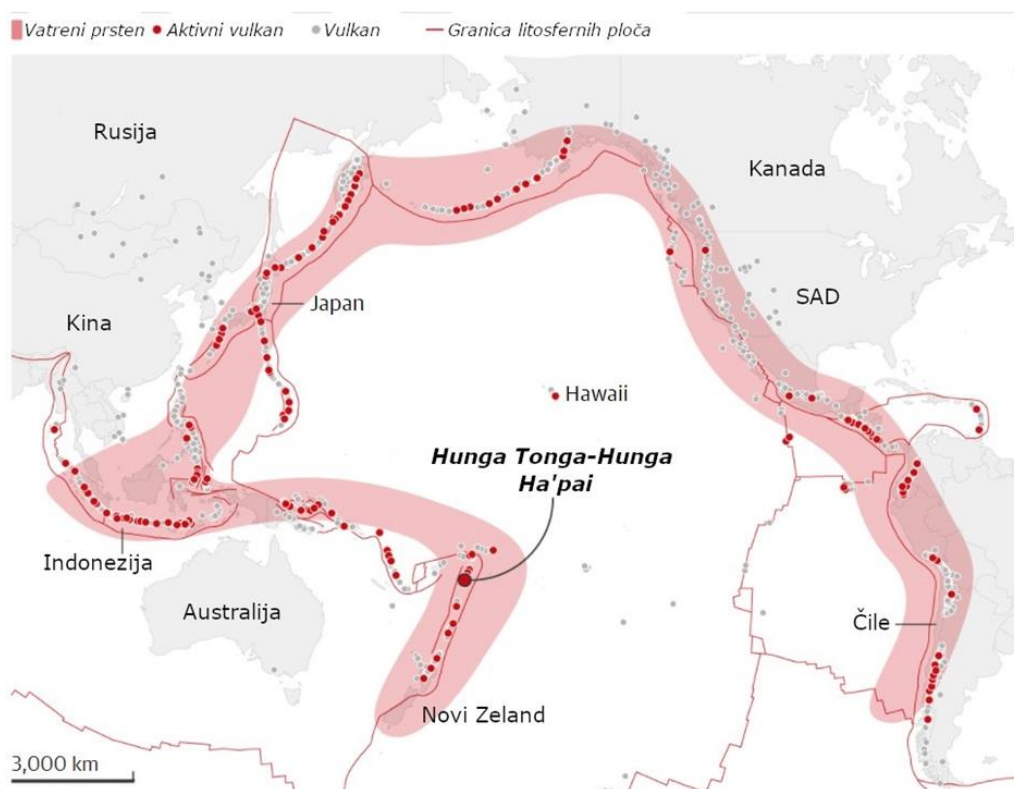 Vatreni prsten Aktivni vulkan Vulkan Granica litosfernih ploča
Rusija
Kanada
Kina
Japan
SAD
Hawaii
Hunga Tonga-Hunga
Ha'pai
Indonezija
Australija
Čile
Novi Zeland
3,000 km